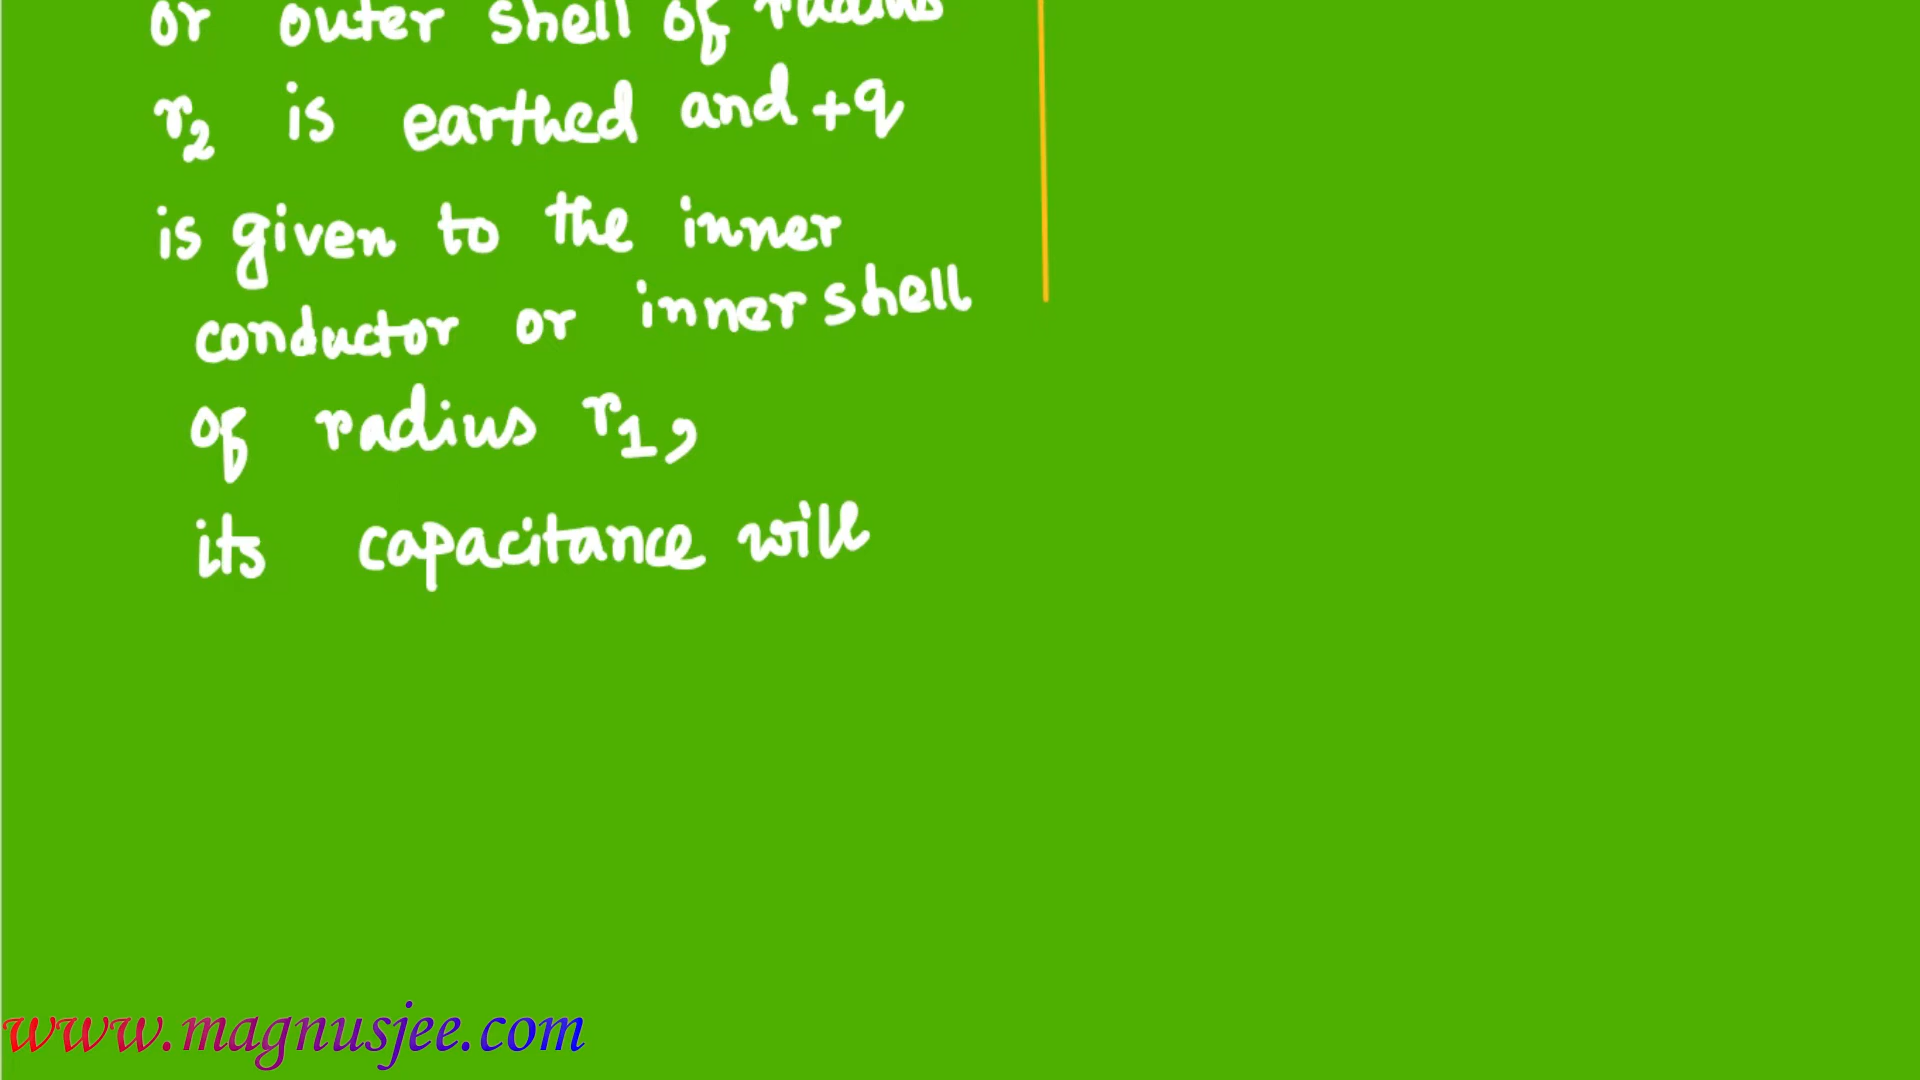 or outer shell of radius
r₂ is earthed and +q
is given to the inner
conductor or inner shell
of radius r₁,
its capacitance will
www.magnusjee.com